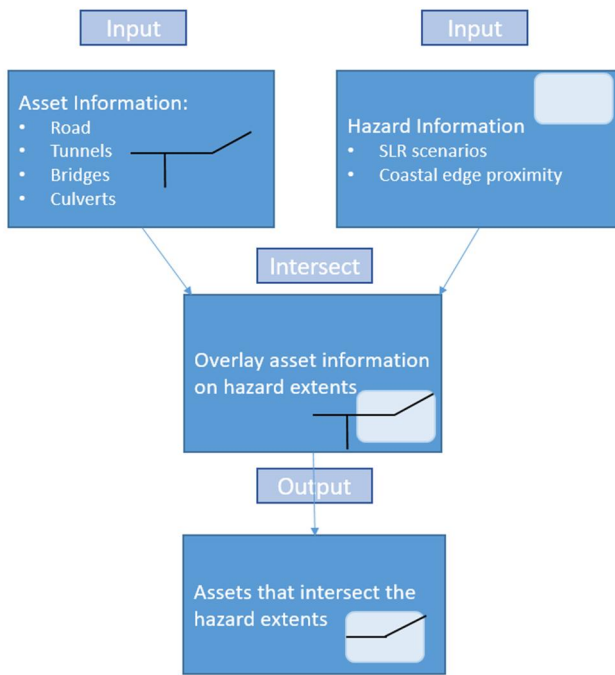 Input
Input
Asset Information:
• Road
• Tunnels
• Bridges
• Culverts
Hazard Information
• SLR scenarios
• Coastal edge proximity
Intersect
Overlay asset information
on hazard extents
Output
Assets that intersect the
hazard extents